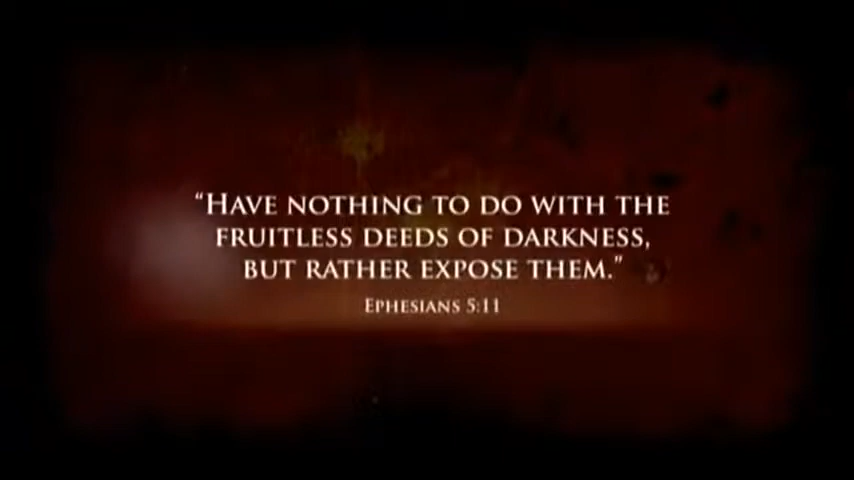 “HAVE NOTHING TO DO WITH THE
FRUITLESS DEEDS OF DARKNESS,
BUT RATHER EXPOSE THEM.”
EPHESIANS 5:11